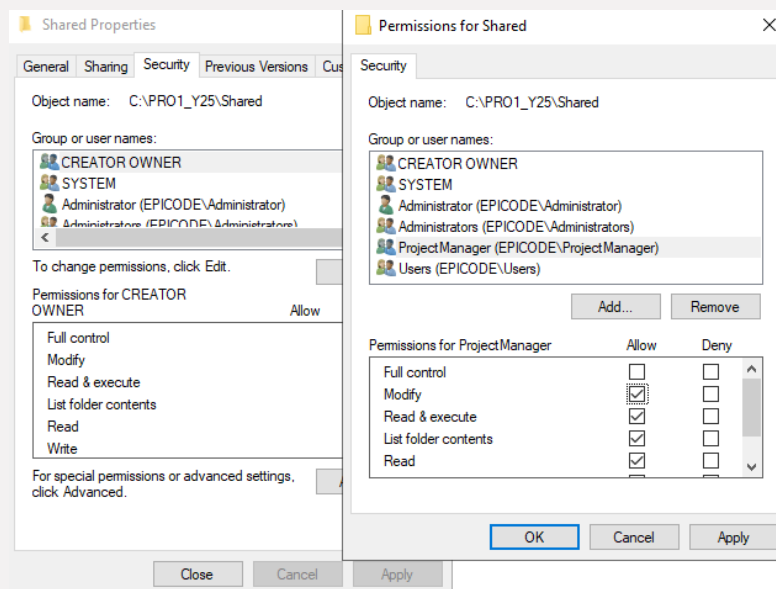 Shared Properties
General Sharing Security Previous Versions Cus
Object name: C:\PRO1_Y25\Shared
Group or user names:
CREATOR OWNER
SYSTEM
Administrator (EPICODE\Administrator)
Administrators (EPICODE\Administrators)
To change permissions, click Edit.
Permissions for CREATOR
OWNER Allow
Full control
Modify
Read & execute
List folder contents
Read
Write
For special permissions or advanced settings,
click Advanced.
Close Cancel Apply
Permissions for Shared
Security
Object name: C:\PRO1_Y25\Shared
Group or user names:
CREATOR OWNER
SYSTEM
Administrator (EPICODE\Administrator)
Administrators (EPICODE\Administrators)
ProjectManager (EPICODE\ProjectManager)
Users (EPICODE\Users)
Add... Remove
Permissions for ProjectManager Allow Deny
Full control
Modify
Read & execute
List folder contents
Read
OK Cancel Apply